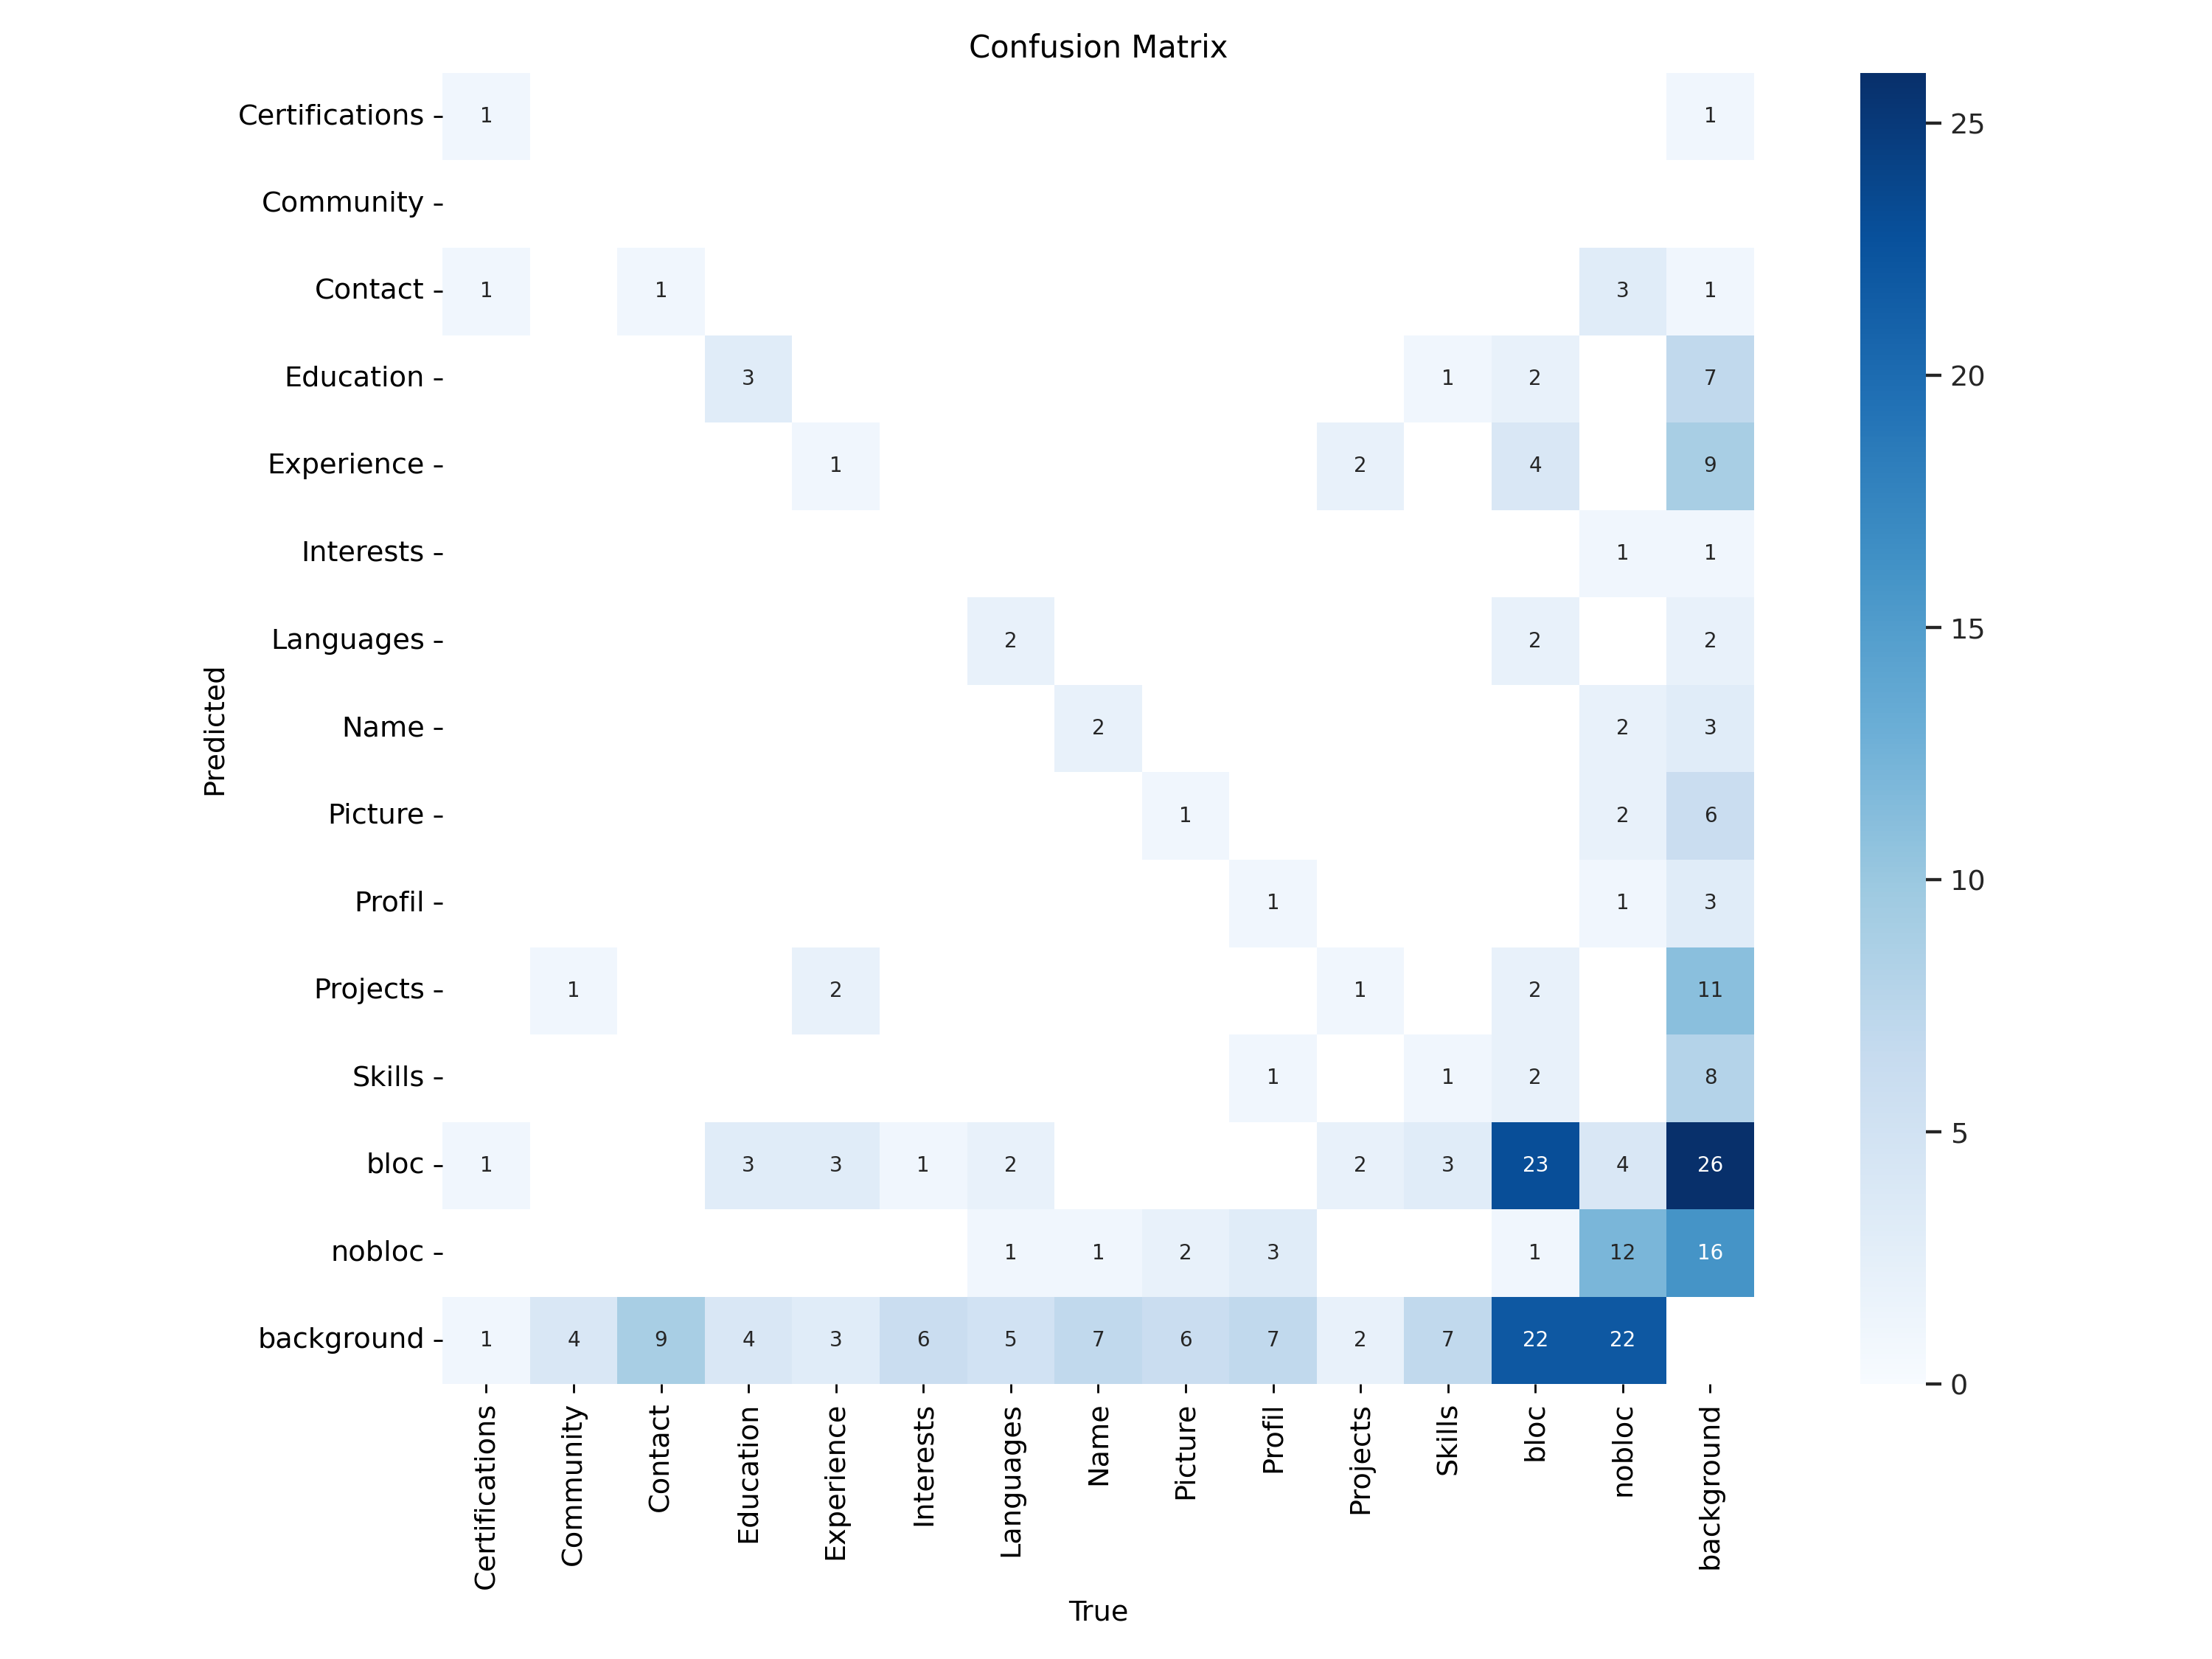 Confusion Matrix
Certifications 1 1
Community
Contact 1 1 3 1
Education 3 1 2 7
Experience 1 2 4 9
Interests 1 1
Languages 2 2 2
Name 2 2 3
Picture 1 2 6
Profil 1 1 3
Projects 1 2 1 2 11
Skills 1 1 2 8
bloc 1 3 3 1 2 2 3 23 4 26
nobloc 1 1 2 3 1 12 16
background 1 4 9 4 3 6 5 7 6 7 2 7 22 22
Predicted
Certifications
Community
Contact
Education
Experience
Interests
Languages
Name
Picture
Profil
Projects
Skills
bloc
nobloc
background
True
25
20
15
10
5
0